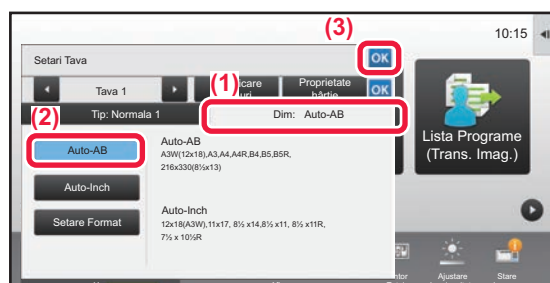 (3)
10:15
Setari Tava
OK
Tava 1
(1)
Proprietate
hârtie
OK
(2)
Tip: Normala 1
Dim: Auto-AB
Auto-AB
Auto-AB
A3W(12x18),A3,A4,A4R,B4,B5,B5R,
216x330(8½x13)
Auto-Inch
Auto-Inch
12x18(A3W),11x17, 8½ x14,8½ x11, 8½ x11R,
7½ x 10½R
Setare Format
Lista Programe
(Trans. Imag.)
Ajustare
Stare